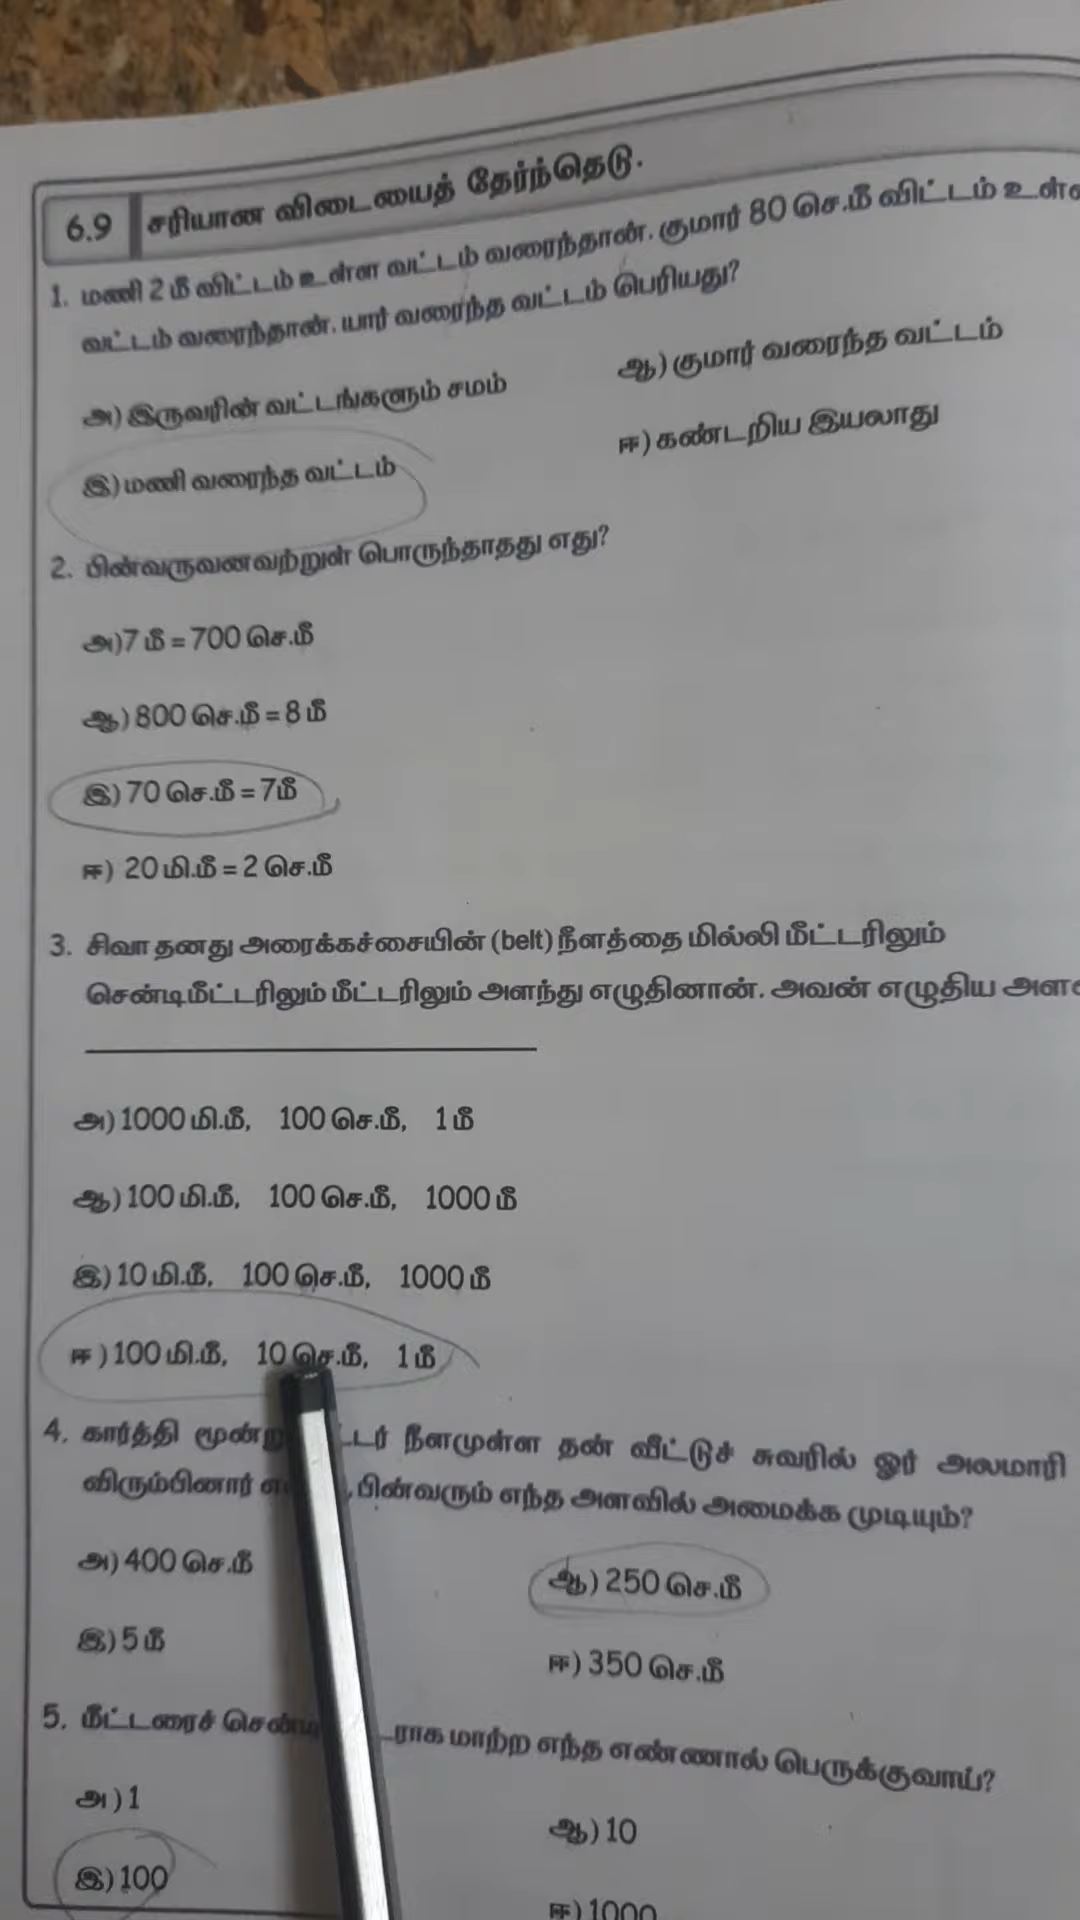 6.9 சரியான விடையைத் தேர்ந்தெடு.
1. மணி 2 மீ விட்டம் உள்ள வட்டம் வரைந்தான். குமார் 80 செ.மீ விட்டம்
வட்டம் வரைந்தான். யார் வரைந்த வட்டம் பெரியது?
அ) இருவரின் வட்டங்களும் சமம்
ஆ) குமார் வரைந்த வட்டம்
இ) மணி வரைந்த வட்டம்
ஈ) கண்டறிய இயலாது
2. பின்வருவனவற்றுள் பொருந்தாதது எது?
அ)7 மீ = 700 செ.மீ
ஆ) 800 செ.மீ = 8 மீ
இ) 70 செ.மீ = 7மீ
ஈ) 20 மி.மீ = 2 செ.மீ
3. சிவா தனது அரைக்கச்சையின் (belt) நீளத்தை மில்லி மீட்டரிலும்
சென்டிமீட்டரிலும் மீட்டரிலும் அளந்து எழுதினான். அவன் எழுதிய
அ) 1000 மி.மீ, 100 செ.மீ, 1 மீ
ஆ) 100 மி.மீ, 100 செ.மீ, 1000 மீ
இ) 10 மி.மீ, 100 செ.மீ, 1000 மீ
ஈ ) 100 மி.மீ, 10 செ.மீ, 1 மீ
4. கார்த்தி நீளமுள்ள தன் வீட்டுச் சுவரில் ஓர் அலமாரி
விரும்பினார் பின்வரும் எந்த அளவில் அமைக்க முடியும்?
அ) 400 செ.மீ
ஆ) 250 செ.மீ
இ) 5 மீ
ஈ) 350 செ.மீ
5. மீட்டரைச் மாற்ற எந்த எண்ணால் பெருக்குவாய்?
அ ) 1
ஆ) 10
இ) 100
ஈ) 1000